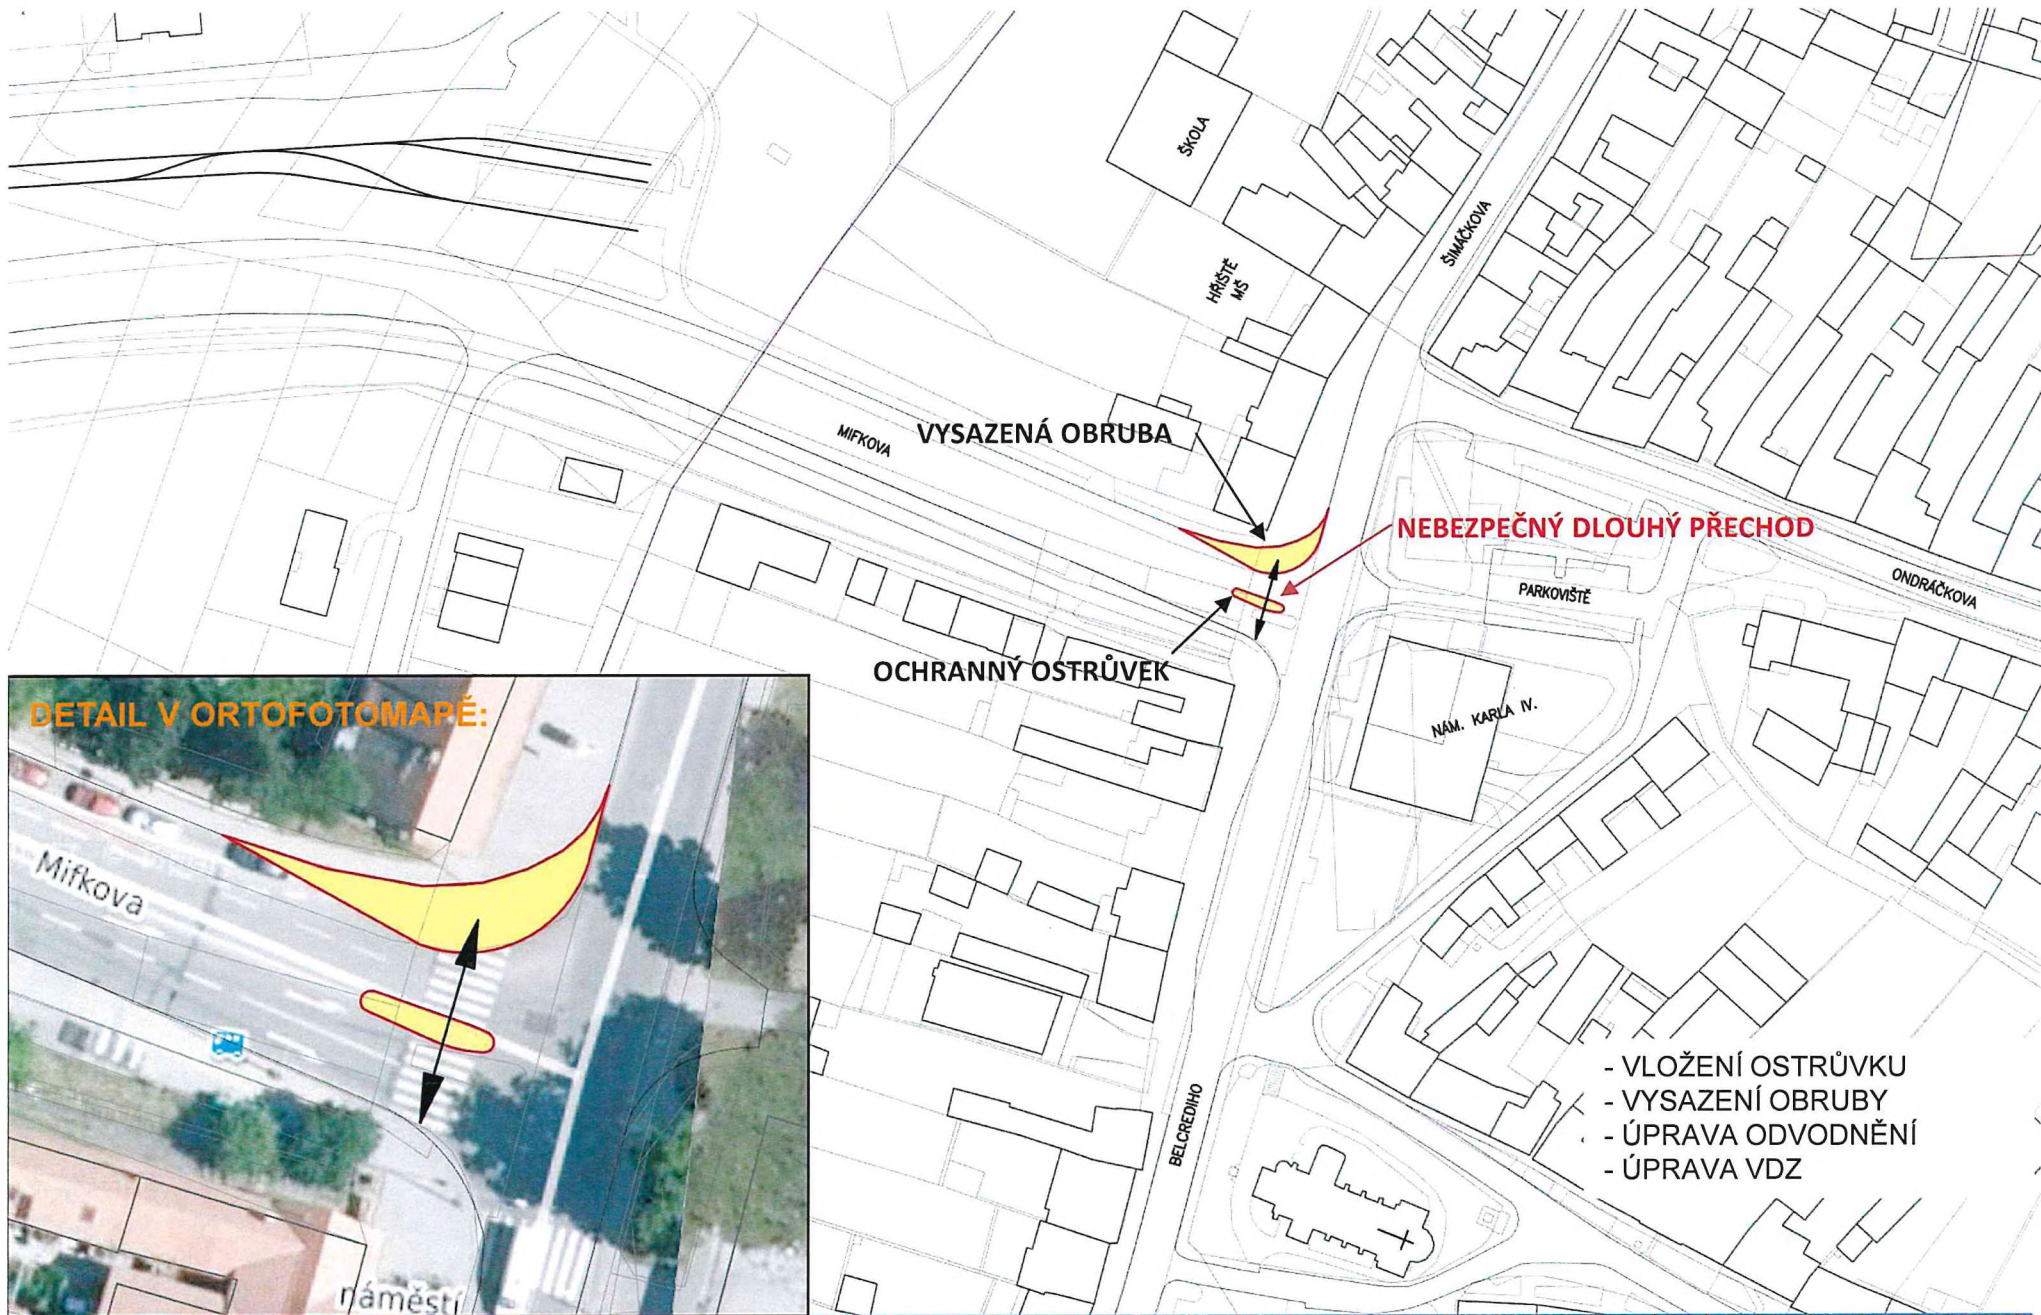 ŠKOLA
ŠIMÁČKOVA
HŘIŠTĚ
MŠ
MIFKOVA
VYSAZENÁ OBRUBA
NEBEZPEČNÝ DLOUHÝ PŘECHOD
ONDRÁČKOVA
PARKOVIŠTĚ
OCHRANNÝ OSTRŮVEK
NÁM. KARLA IV.
DETAIL V ORTOFOTOMAPĚ:
Mifkova
náměstí
BELCREDIHO
- VLOŽENÍ OSTRŮVKU
- VYSAZENÍ OBRUBY
- ÚPRAVA ODVODNĚNÍ
- ÚPRAVA VDZ